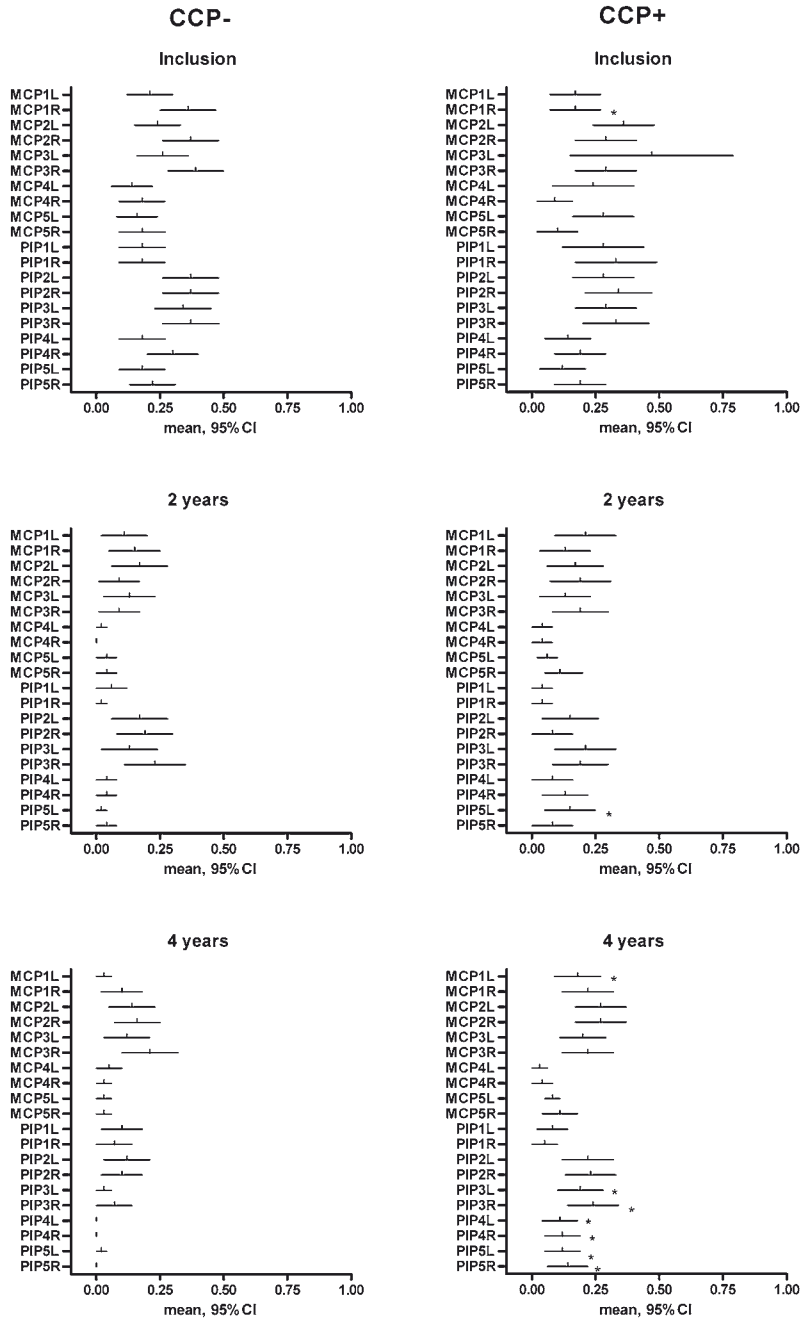 CCP-
CCP+
Inclusion
MCP1L
MCP1R
MCP2L
MCP2R
MCP3L
MCP3R
MCP4L
MCP4R
MCP5L
MCP5R
PIP1L
PIP1R
PIP2L
PIP2R
PIP3L
PIP3R
PIP4L
PIP4R
PIP5L
PIP5R
0.00 0.25 0.50 0.75 1.00
mean, 95% CI
Inclusion
MCP1L
MCP1R *
MCP2L
MCP2R
MCP3L
MCP3R
MCP4L
MCP4R
MCP5L
MCP5R
PIP1L
PIP1R
PIP2L
PIP2R
PIP3L
PIP3R
PIP4L
PIP4R
PIP5L
PIP5R
0.00 0.25 0.50 0.75 1.00
mean, 95% CI
2 years
MCP1L
MCP1R
MCP2L
MCP2R
MCP3L
MCP3R
MCP4L
MCP4R
MCP5L
MCP5R
PIP1L
PIP1R
PIP2L
PIP2R
PIP3L
PIP3R
PIP4L
PIP4R
PIP5L
PIP5R
0.00 0.25 0.50 0.75 1.00
mean, 95% CI
2 years
MCP1L
MCP1R
MCP2L
MCP2R
MCP3L
MCP3R
MCP4L
MCP4R
MCP5L
MCP5R
PIP1L
PIP1R
PIP2L
PIP2R
PIP3L
PIP3R
PIP4L
PIP4R
PIP5L *
PIP5R
0.00 0.25 0.50 0.75 1.00
mean, 95% CI
4 years
MCP1L
MCP1R
MCP2L
MCP2R
MCP3L
MCP3R
MCP4L
MCP4R
MCP5L
MCP5R
PIP1L
PIP1R
PIP2L
PIP2R
PIP3L
PIP3R
PIP4L
PIP4R
PIP5L
PIP5R
0.00 0.25 0.50 0.75 1.00
mean, 95% CI
4 years
MCP1L *
MCP1R
MCP2L
MCP2R
MCP3L
MCP3R
MCP4L
MCP4R
MCP5L
MCP5R
PIP1L
PIP1R
PIP2L
PIP2R
PIP3L *
PIP3R *
PIP4L *
PIP4R *
PIP5L *
PIP5R *
0.00 0.25 0.50 0.75 1.00
mean, 95% CI